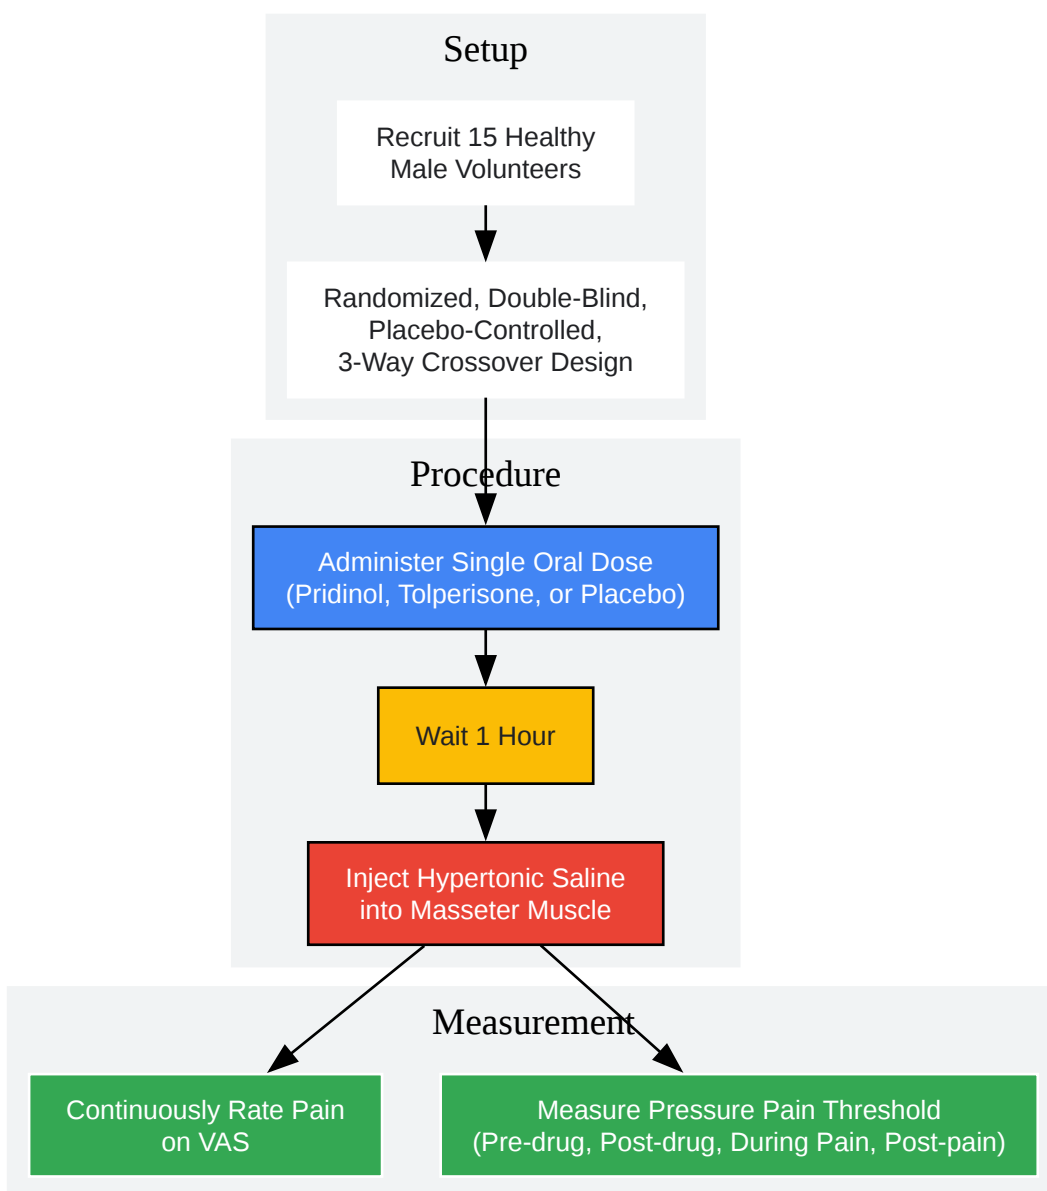 Setup
Recruit 15 Healthy
Male Volunteers
Randomized, Double-Blind,
Placebo-Controlled,
3-Way Crossover Design
Procedure
Administer Single Oral Dose
(Pridinol, Tolperisone, or Placebo)
Wait 1 Hour
Inject Hypertonic Saline
into Masseter Muscle
Measurement
Continuously Rate Pain
on VAS
Measure Pressure Pain Threshold
(Pre-drug, Post-drug, During Pain, Post-pain)